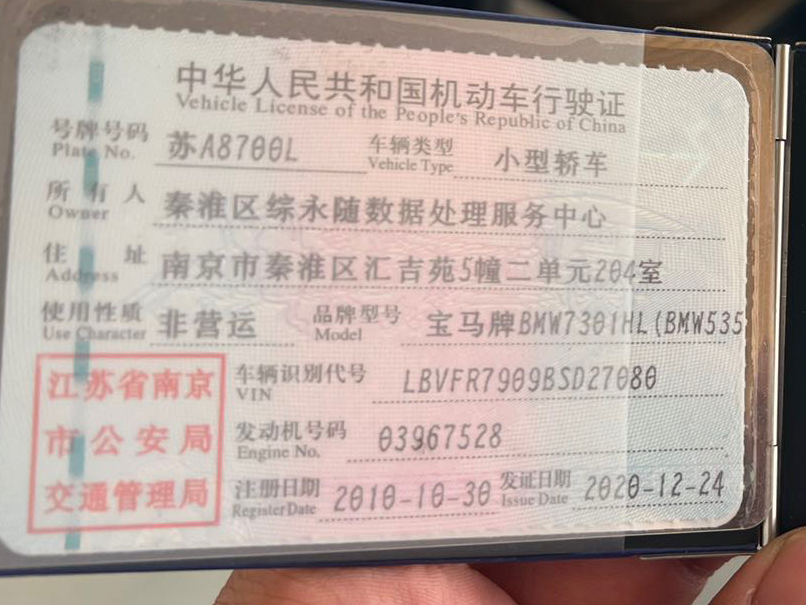 中华人民共和国机动车行驶证
Vehicle License of the People's Republic of China
号牌号码 苏A8700L 车辆类型 小型轿车
Plate No. Vehicle Type
所有人 秦淮区综永随数据处理服务中心
Owner
住址 南京市秦淮区汇吉苑5幢二单元204室
Address
使用性质 非营运 品牌型号 宝马牌BMW7301HL(BMW535
Use Character Model
江苏省南京 车辆识别代号 LBVFR7909BSD27080
VIN
市公安局 发动机号码 03967528
Engine No.
交通管理局 注册日期 2010-10-30 发证日期 2020-12-24
Register Date Issue Date